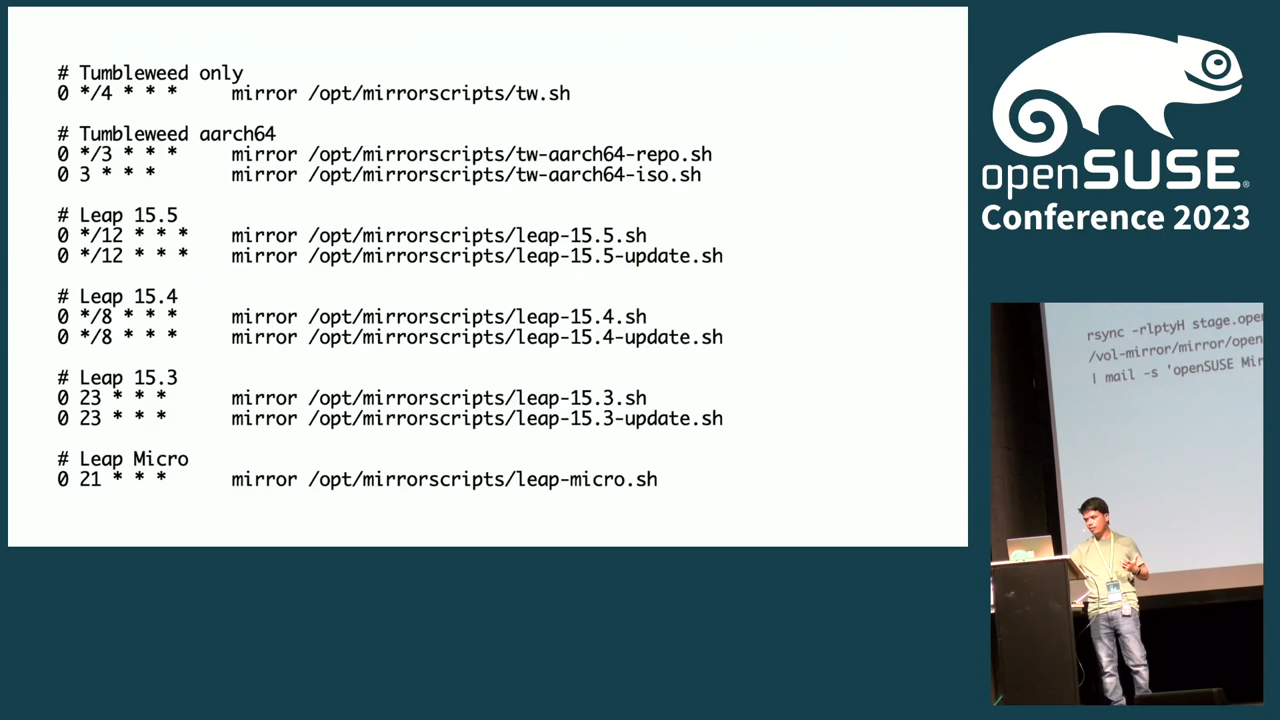 # Tumbleweed only
0 */4 * * * mirror /opt/mirrorscripts/tw.sh
# Tumbleweed aarch64
0 */3 * * * mirror /opt/mirrorscripts/tw-aarch64-repo.sh
0 3 * * * mirror /opt/mirrorscripts/tw-aarch64-iso.sh
# Leap 15.5
0 */12 * * * mirror /opt/mirrorscripts/leap-15.5.sh
0 */12 * * * mirror /opt/mirrorscripts/leap-15.5-update.sh
# Leap 15.4
0 */8 * * * mirror /opt/mirrorscripts/leap-15.4.sh
0 */8 * * * mirror /opt/mirrorscripts/leap-15.4-update.sh
# Leap 15.3
0 23 * * * mirror /opt/mirrorscripts/leap-15.3.sh
0 23 * * * mirror /opt/mirrorscripts/leap-15.3-update.sh
# Leap Micro
0 21 * * * mirror /opt/mirrorscripts/leap-micro.sh
openSUSE®
Conference 2023
rsync -rlptyH stage.ope
/vol-mirror/mirror/open
| mail -s 'openSUSE Mir